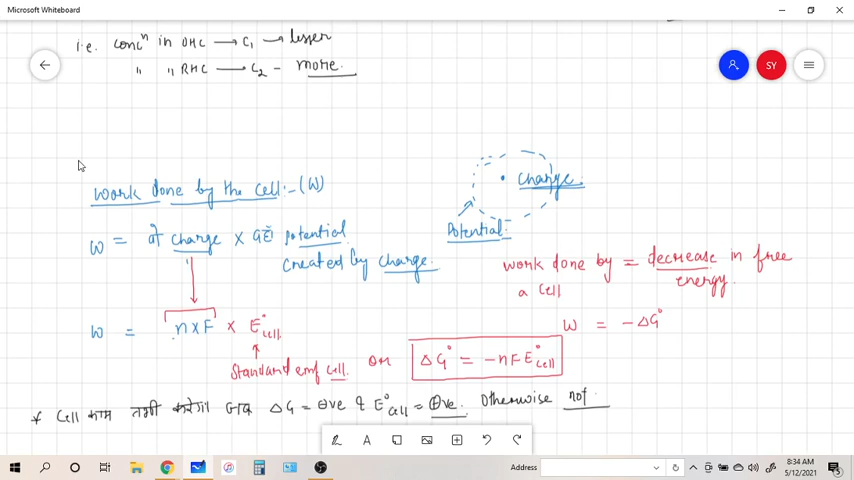 Microsoft Whiteboard
i.e. concⁿ in OHC → C₁ → lesser
" " RHC → C₂ – more.
SY
work done by the cell:- (W)
charge
Potential:
W = charge × potential
created by charge.
work done by = decrease in free
a cell energy.
W = n×F × E°cell
W = -ΔG°
Standard emf cell. or ΔG° = -nFE°cell
* Cell काम तभी करेगा जब ΔG = ⊖ve & E°cell = ⊕ve. Otherwise not.
A
Address
8:34 AM
5/12/2021